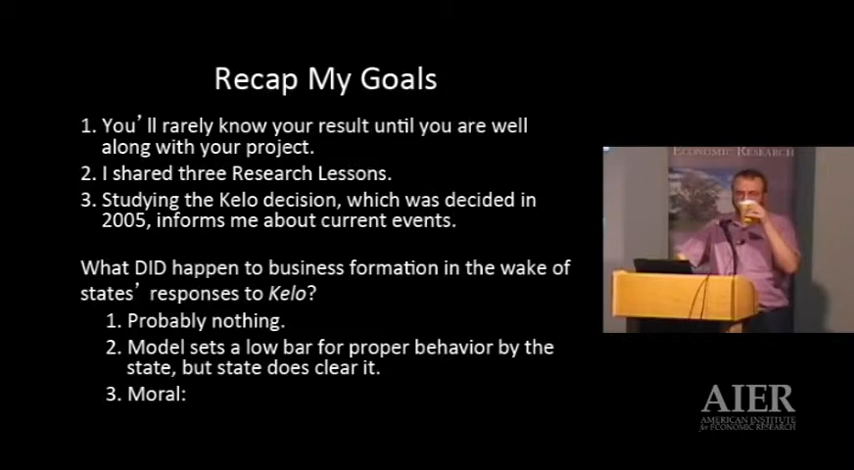 Recap My Goals
1. You'll rarely know your result until you are well
along with your project.
2. I shared three Research Lessons.
3. Studying the Kelo decision, which was decided in
2005, informs me about current events.
What DID happen to business formation in the wake of
states' responses to Kelo?
1. Probably nothing.
2. Model sets a low bar for proper behavior by the
state, but state does clear it.
3. Moral:
ECONOMIC RESEARCH
AIER
AMERICAN INSTITUTE
for ECONOMIC RESEARCH